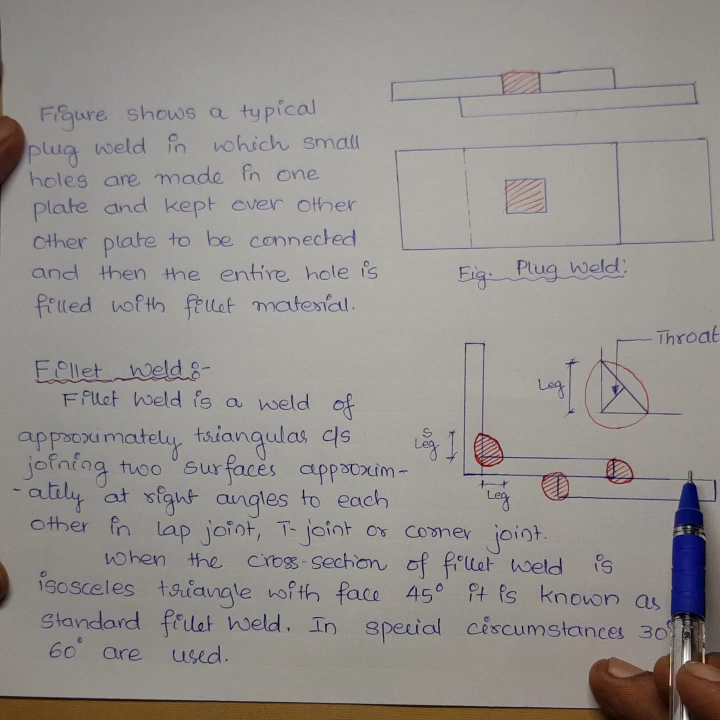 Figure shows a typical
plug weld in which small
holes are made in one
plate and kept over other
other plate to be connected
and then the entire hole is
filled with fillet material.
Fig. Plug Weld:
Fillet weld:-
Fillet weld is a weld of
approximately triangular c/s
joining two surfaces approxim-
-ately at right angles to each
other in lap joint, T-joint or corner joint.
When the cross-section of fillet weld is
isosceles triangle with face 45° it is known as
standard fillet weld. In special circumstances 30°
60° are used.
Throat
Leg
S
Leg
Leg